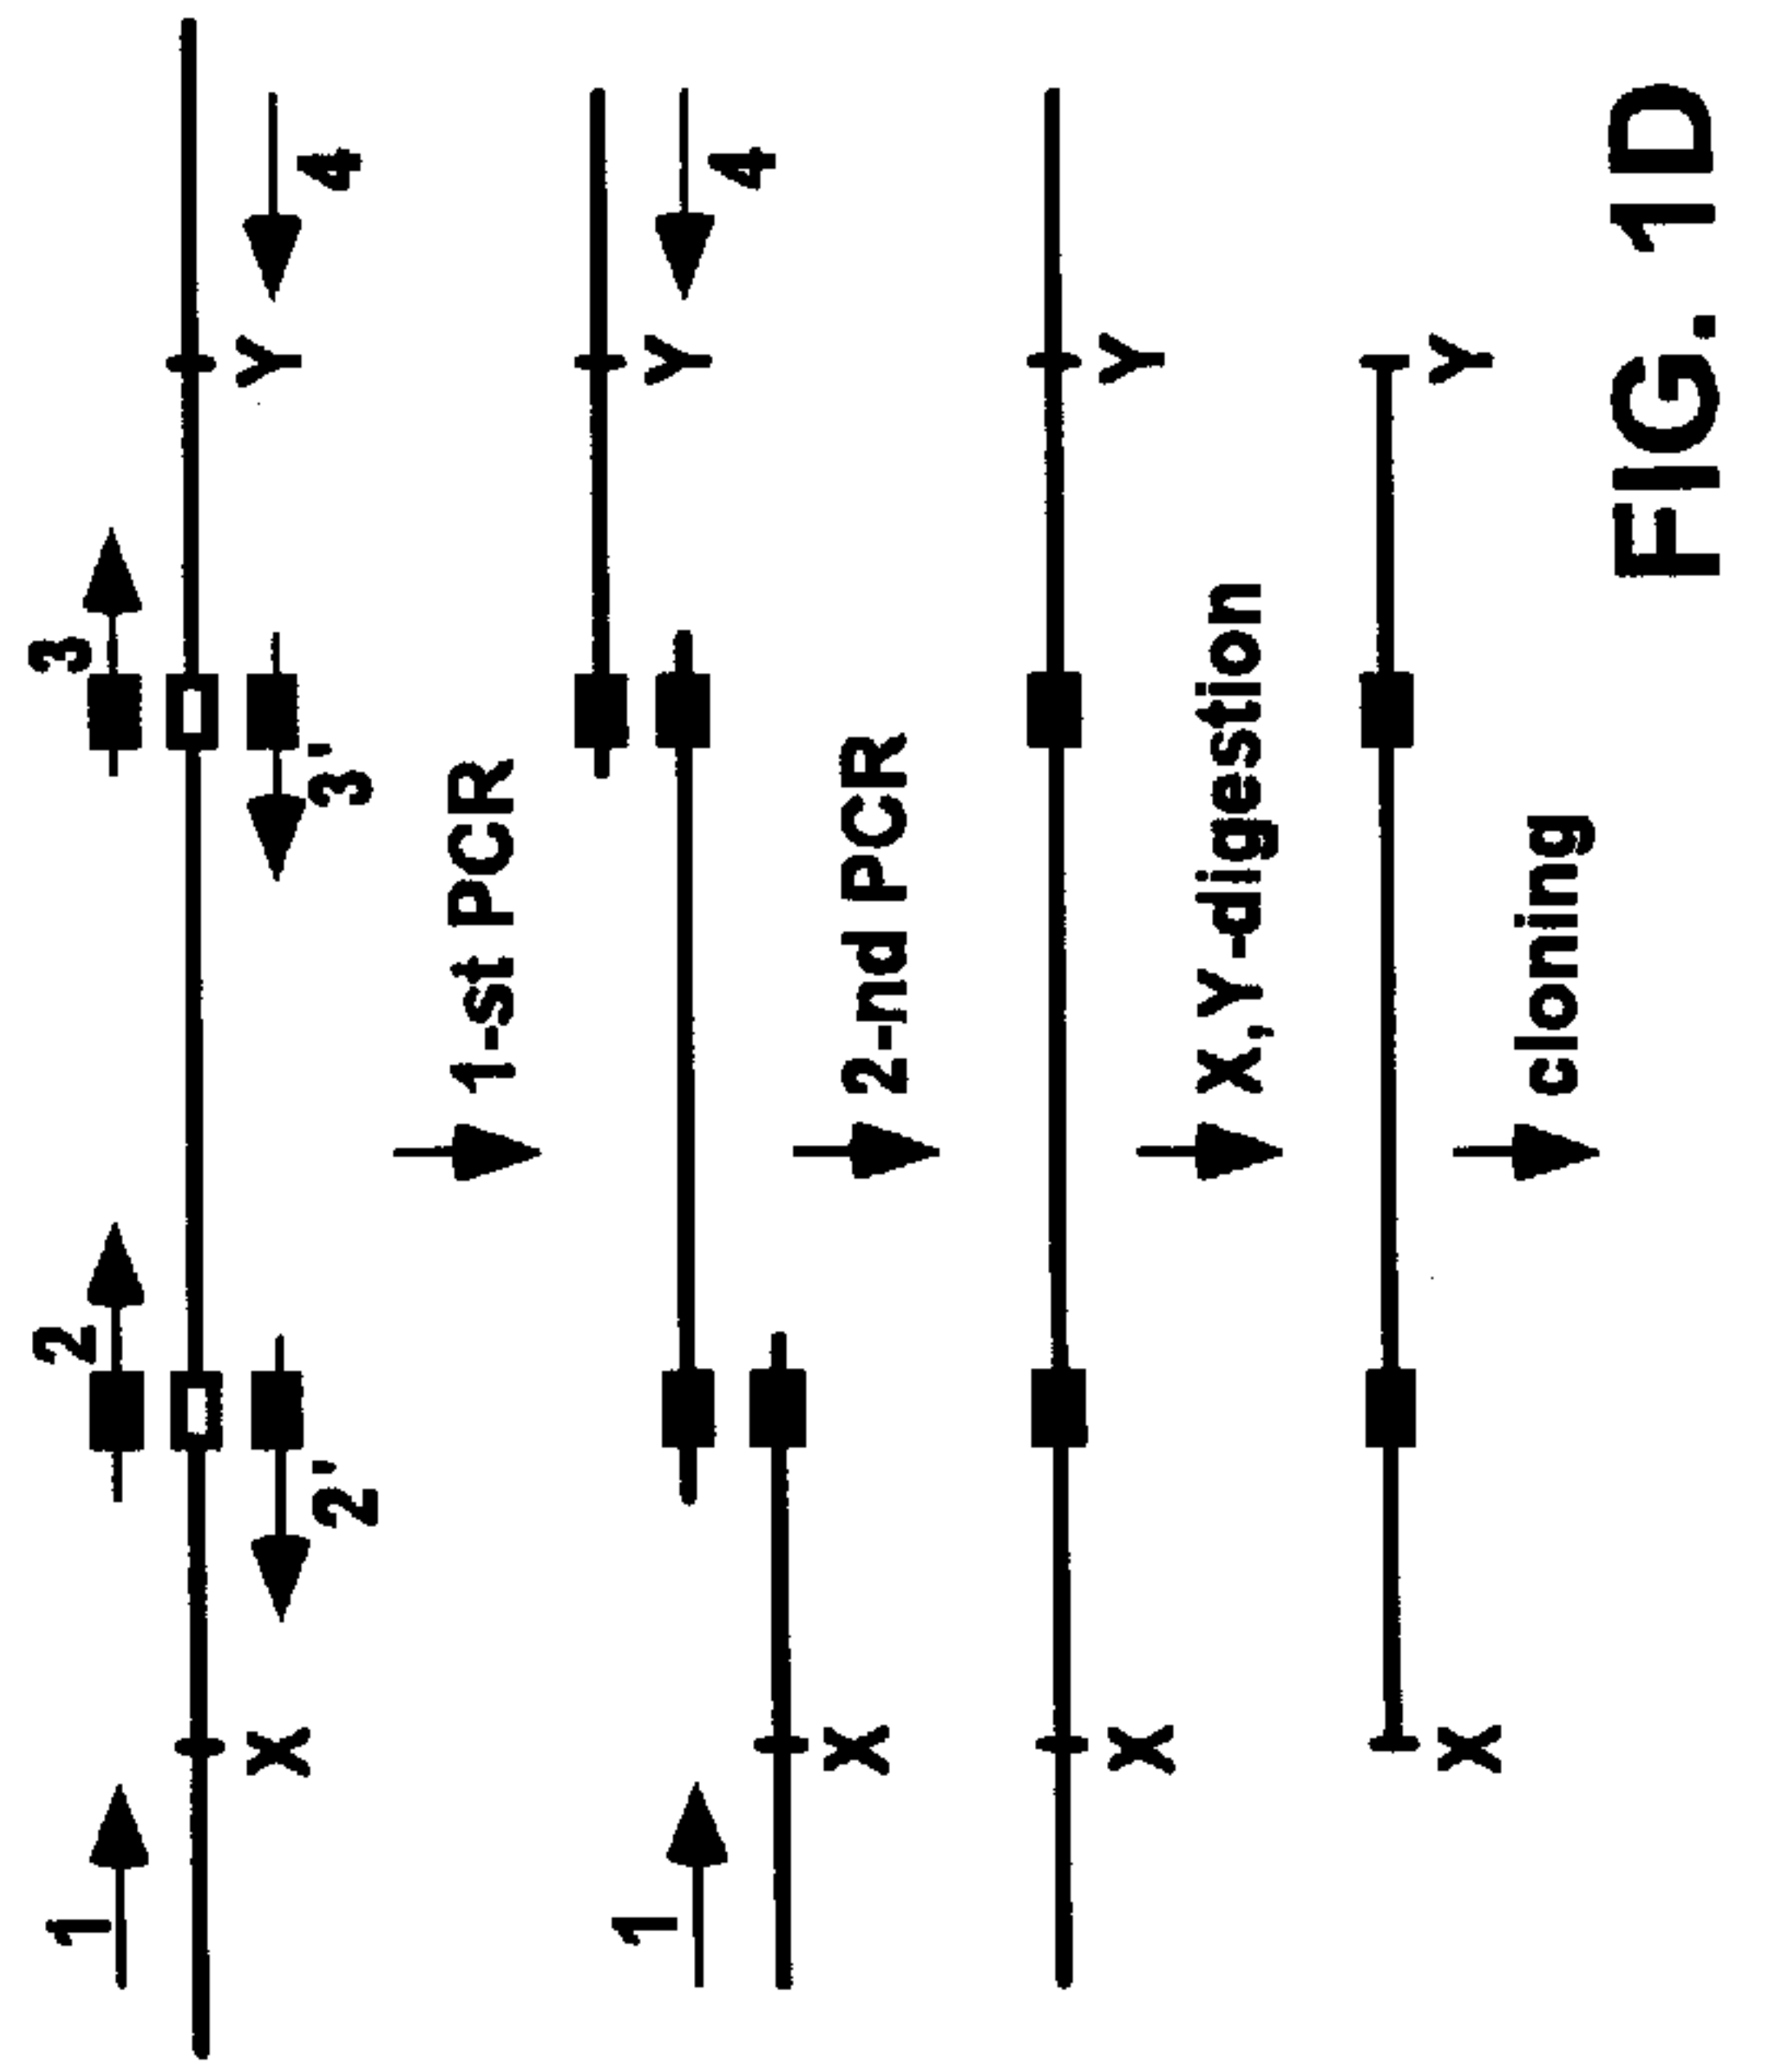 1 2 3
X Y
2' 3' 4
1-st PCR
1 X Y 4
2-nd PCR
X Y
X,Y-digestion
X Y
cloning
FIG. 1D